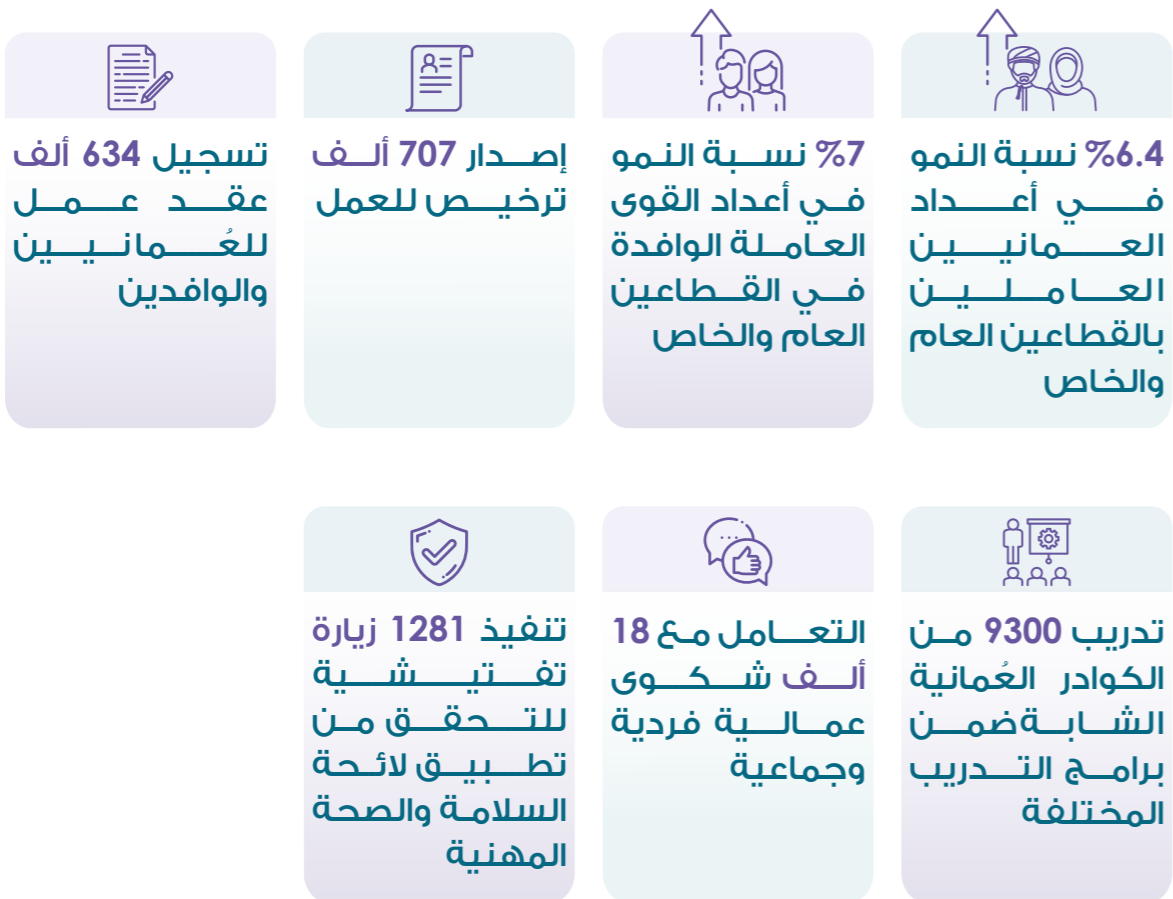 %6.4 نسبة النمو
في أعداد
العمانيين
العاملين
بالقطاعين العام
والخاص
%7 نسبة النمو
في أعداد القوى
العاملة الوافدة
في القطاعين
العام والخاص
إصدار 707 ألف
ترخيص للعمل
تسجيل 634 ألف
عقد عمل
للعُمانيين
والوافدين
تدريب 9300 من
الكوادر العُمانية
الشابة ضمن
برامج التدريب
المختلفة
التعامل مع 18
ألف شكوى
عمالية فردية
وجماعية
تنفيذ 1281 زيارة
تفتيشية
للتحقق من
تطبيق لائحة
السلامة والصحة
المهنية